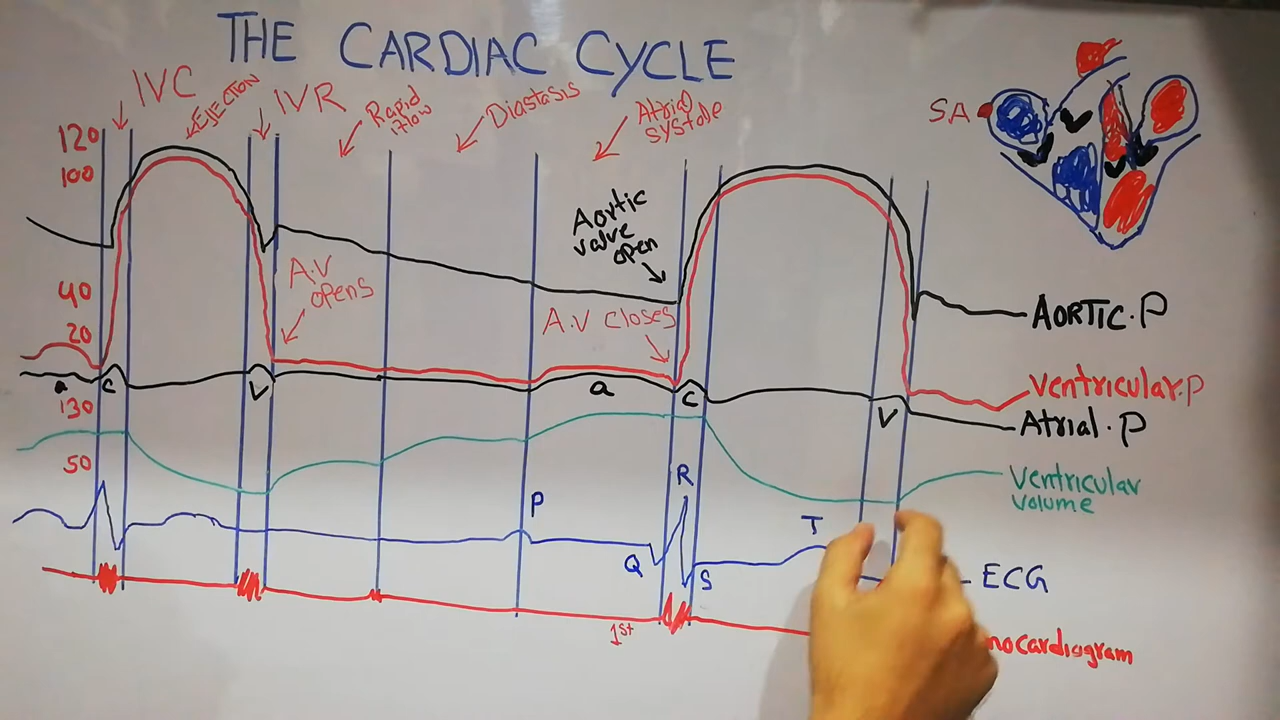 THE CARDIAC CYCLE
IVC
EJECTION
IVR
Rapid
Diastasis
Atrial
systole
SA
120
100
40
20
130
50
Aortic
valve
open
A.V
opens
A.V closes
AORTIC.P
Ventricular.P
Atrial.P
Ventricular
volume
ECG
nocardiogram
a
c
V
a
c
V
P
Q
R
S
T
1st